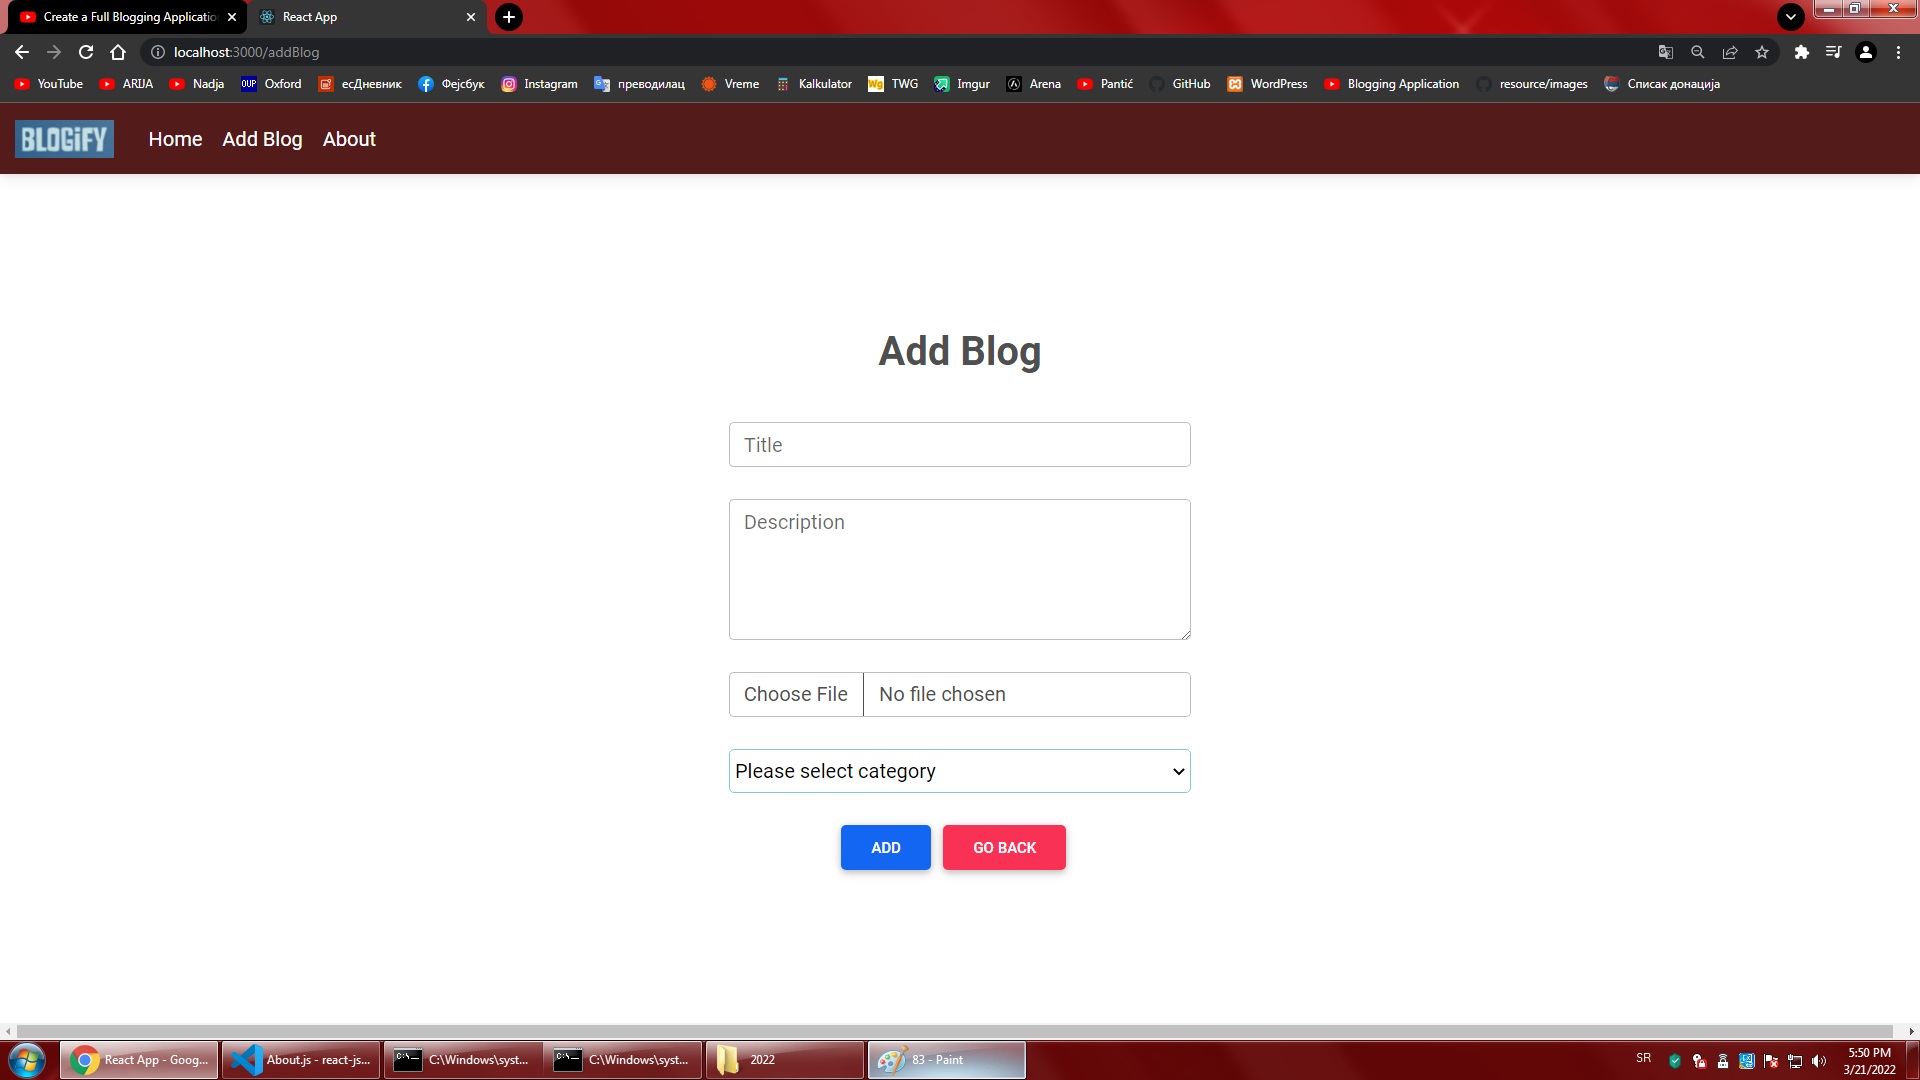 Create a Full Blogging Applicatio
React App
localhost:3000/addBlog
YouTube ARIJA Nadja OUP Oxford есДневник Фејсбук Instagram преводилац Vreme Kalkulator Wg TWG Imgur Arena Pantić GitHub WordPress Blogging Application resource/images Списак донација
BLOGiFY Home Add Blog About
Add Blog
Title
Description
Choose File No file chosen
Please select category
ADD GO BACK
React App - Goog... About.js - react-js... C:\Windows\syst... C:\Windows\syst... 2022 83 - Paint SR 5:50 PM
3/21/2022